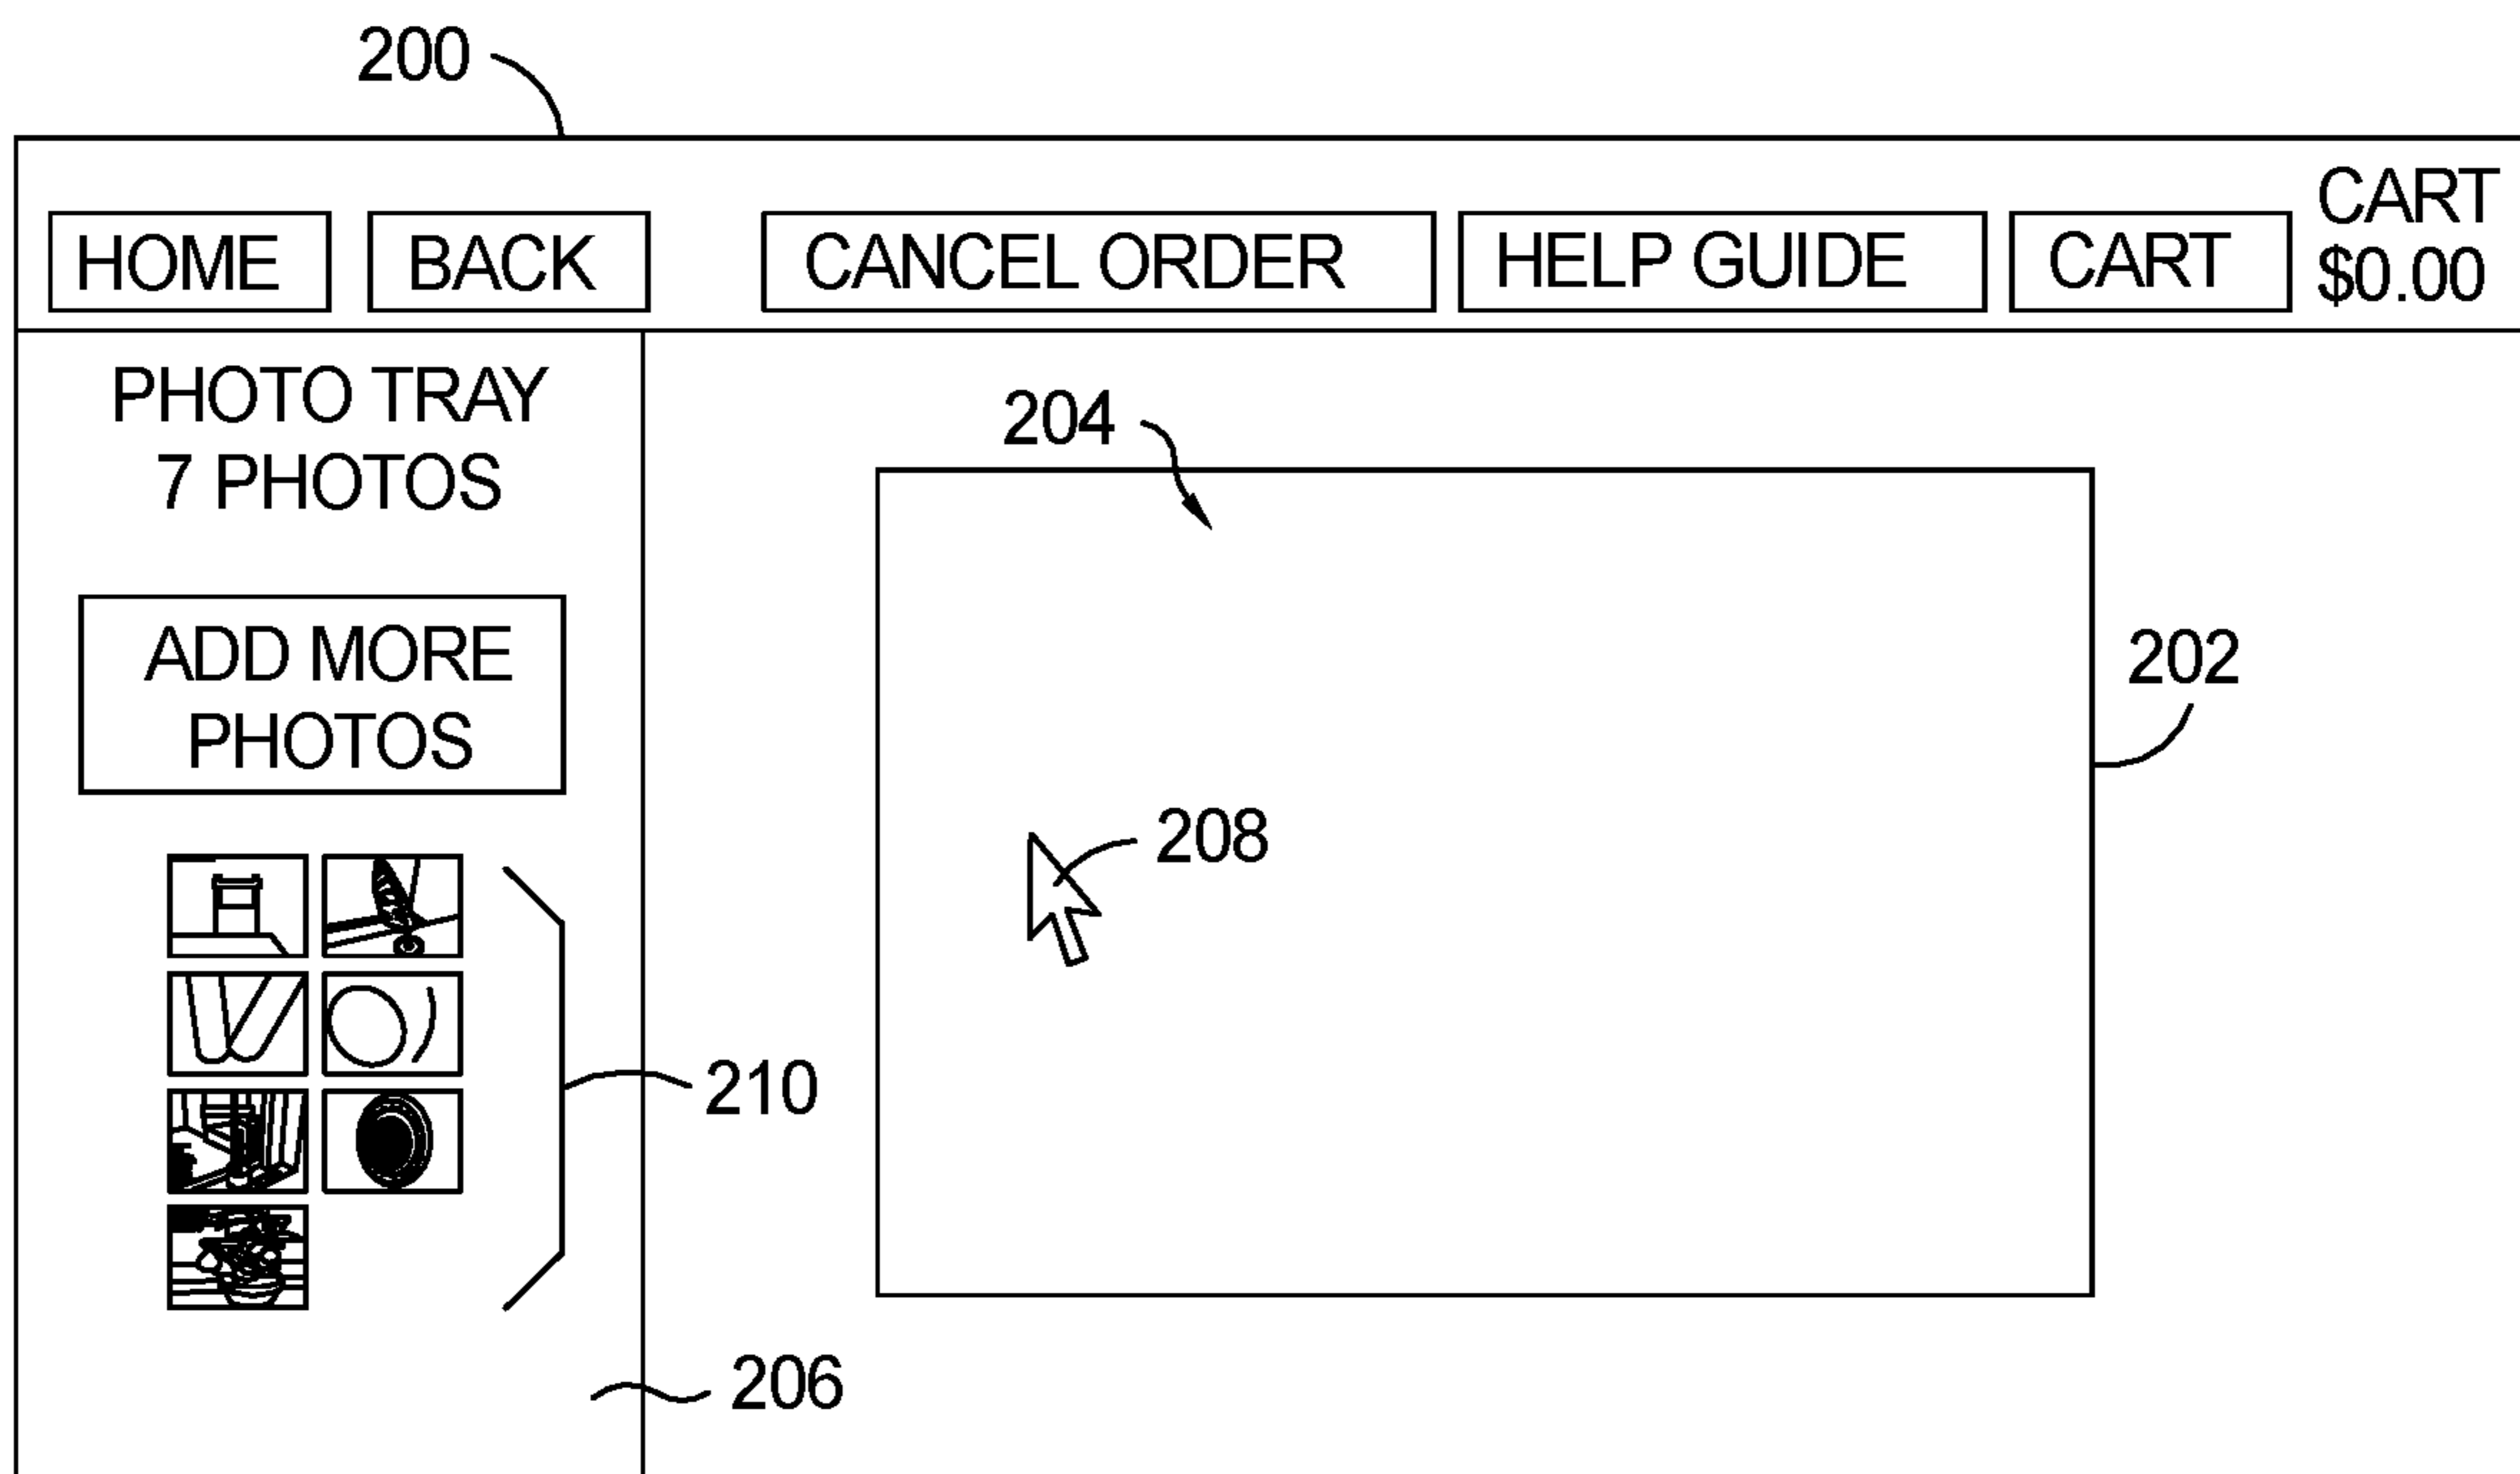 200
HOME
BACK
CANCEL ORDER
HELP GUIDE
CART
CART
$0.00
PHOTO TRAY
7 PHOTOS
204
ADD MORE
PHOTOS
202
208
210
206